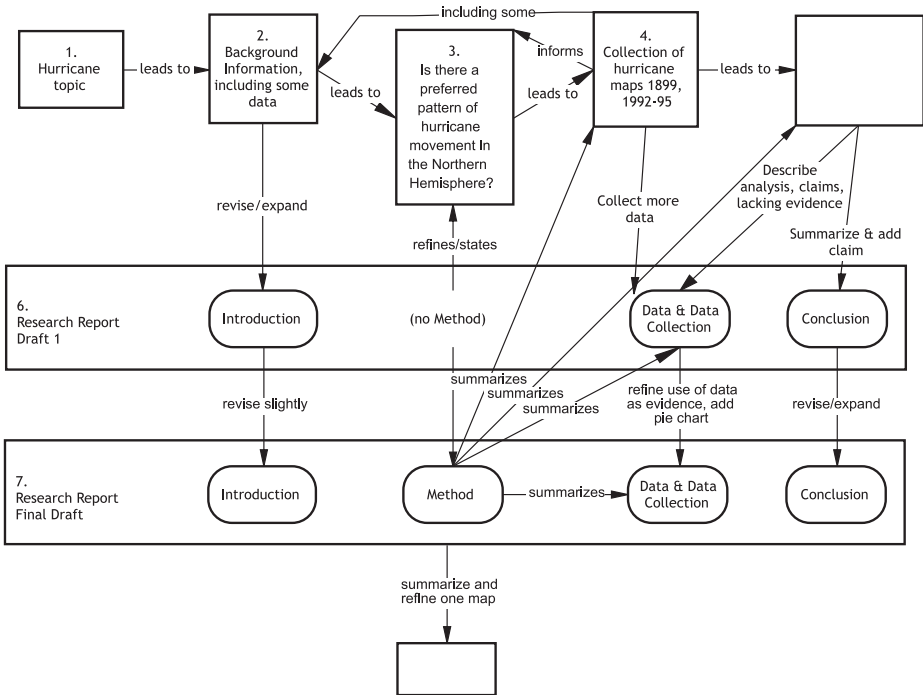 including some
1.
Hurricane
topic
leads to
2.
Background
Information,
including some
data
leads to
3.
Is there a
preferred
pattern of
hurricane
movement In
the Northern
Hemisphere?
informs
leads to
4.
Collection of
hurricane
maps 1899,
1992-95
leads to
revise/expand
refines/states
Collect more
data
Describe
analysis, claims,
lacking evidence
Summarize & add
claim
6.
Research Report
Draft 1
Introduction
(no Method)
Data & Data
Collection
Conclusion
revise slightly
summarizes
summarizes
summarizes
refine use of data
as evidence, add
pie chart
revise/expand
7.
Research Report
Final Draft
Introduction
Method
summarizes
Data & Data
Collection
Conclusion
summarize and
refine one map